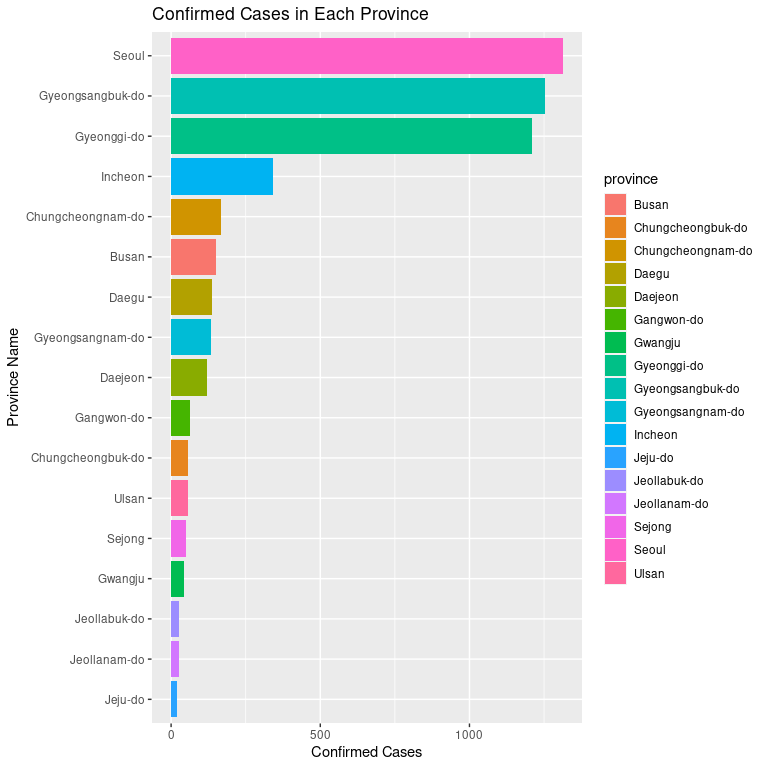 Confirmed Cases in Each Province
Province Name
Seoul
Gyeongsangbuk-do
Gyeonggi-do
Incheon
Chungcheongnam-do
Busan
Daegu
Gyeongsangnam-do
Daejeon
Gangwon-do
Chungcheongbuk-do
Ulsan
Sejong
Gwangju
Jeollabuk-do
Jeollanam-do
Jeju-do
0 500 1000
Confirmed Cases
province
Busan
Chungcheongbuk-do
Chungcheongnam-do
Daegu
Daejeon
Gangwon-do
Gwangju
Gyeonggi-do
Gyeongsangbuk-do
Gyeongsangnam-do
Incheon
Jeju-do
Jeollabuk-do
Jeollanam-do
Sejong
Seoul
Ulsan